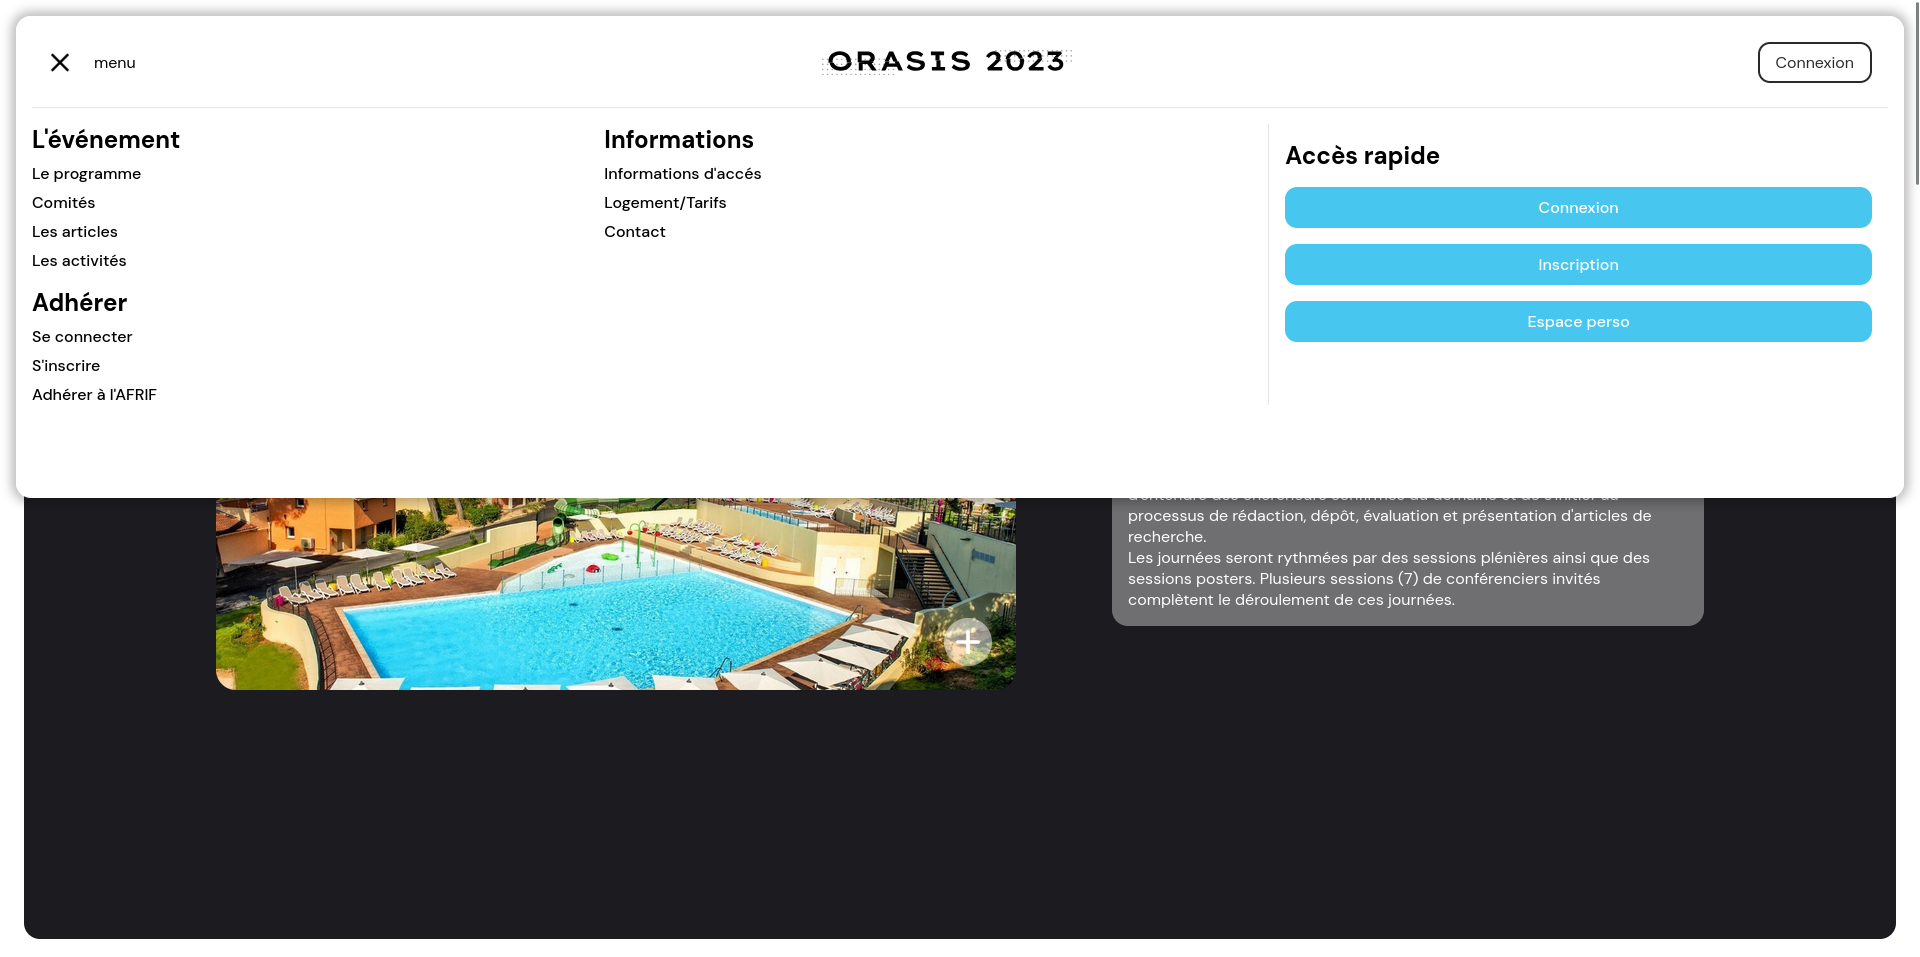 menu
ORASIS 2023
Connexion
L'événement
Le programme
Comités
Les articles
Les activités
Adhérer
Se connecter
S'inscrire
Adhérer à l'AFRIF
Informations
Informations d'accés
Logement/Tarifs
Contact
Accès rapide
Connexion
Inscription
Espace perso
processus de rédaction, dépôt, évaluation et présentation d'articles de
recherche.
Les journées seront rythmées par des sessions plénières ainsi que des
sessions posters. Plusieurs sessions (7) de conférenciers invités
complètent le déroulement de ces journées.